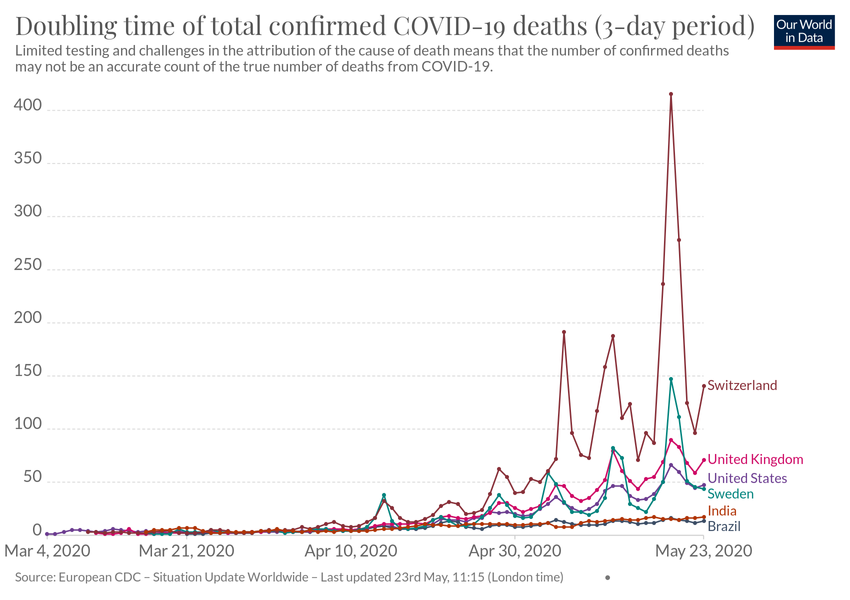 Doubling time of total confirmed COVID-19 deaths (3-day period)
Our World
in Data
Limited testing and challenges in the attribution of the cause of death means that the number of confirmed deaths
may not be an accurate count of the true number of deaths from COVID-19.
400
350
300
250
200
150
100
50
0
Switzerland
United Kingdom
United States
Sweden
India
Brazil
Mar 4, 2020
Mar 21, 2020
Apr 10, 2020
Apr 30, 2020
May 23, 2020
Source: European CDC – Situation Update Worldwide – Last updated 23rd May, 11:15 (London time)